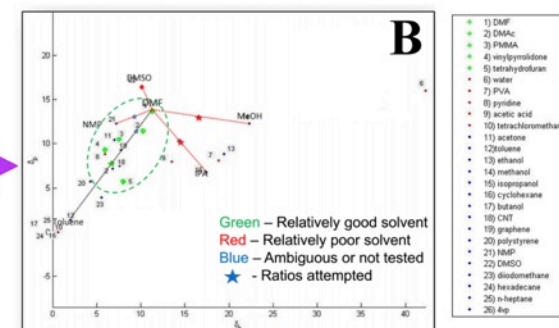 B
20
15
10
5
0
-5
0
10
20
30
40
DMSO
DMF
NMP
MeOH
IPA
Toluene
Green – Relatively good solvent
Red – Relatively poor solvent
Blue – Ambiguous or not tested
★ - Ratios attempted
1) DMF
2) DMAc
3) PMMA
4) vinylpyrrolidone
5) tetrahydrofuran
6) water
7) PVA
8) pyridine
9) acetic acid
10) tetrachloromethan
11) acetone
12)toluene
13) ethanol
14) methanol
15) isopropanol
16) cyclohexane
17) butanol
18) CNT
19) graphene
20) polystyrene
21) NMP
22) DMSO
23) diiodomethane
24) hexadecane
25) n-heptane
26) 4vp